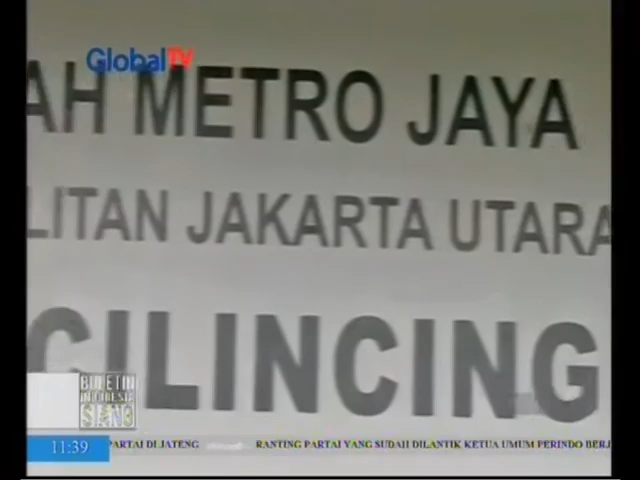 GlobalTV
AH METRO JAYA
LITAN JAKARTA UTARA
CILINCING
BULETIN
INDONESIA
SIANG
11:39
PARTAI DI JATENG RANTING PARTAI YANG SUDAH DILANTIK KETUA UMUM PERINDO BERJ